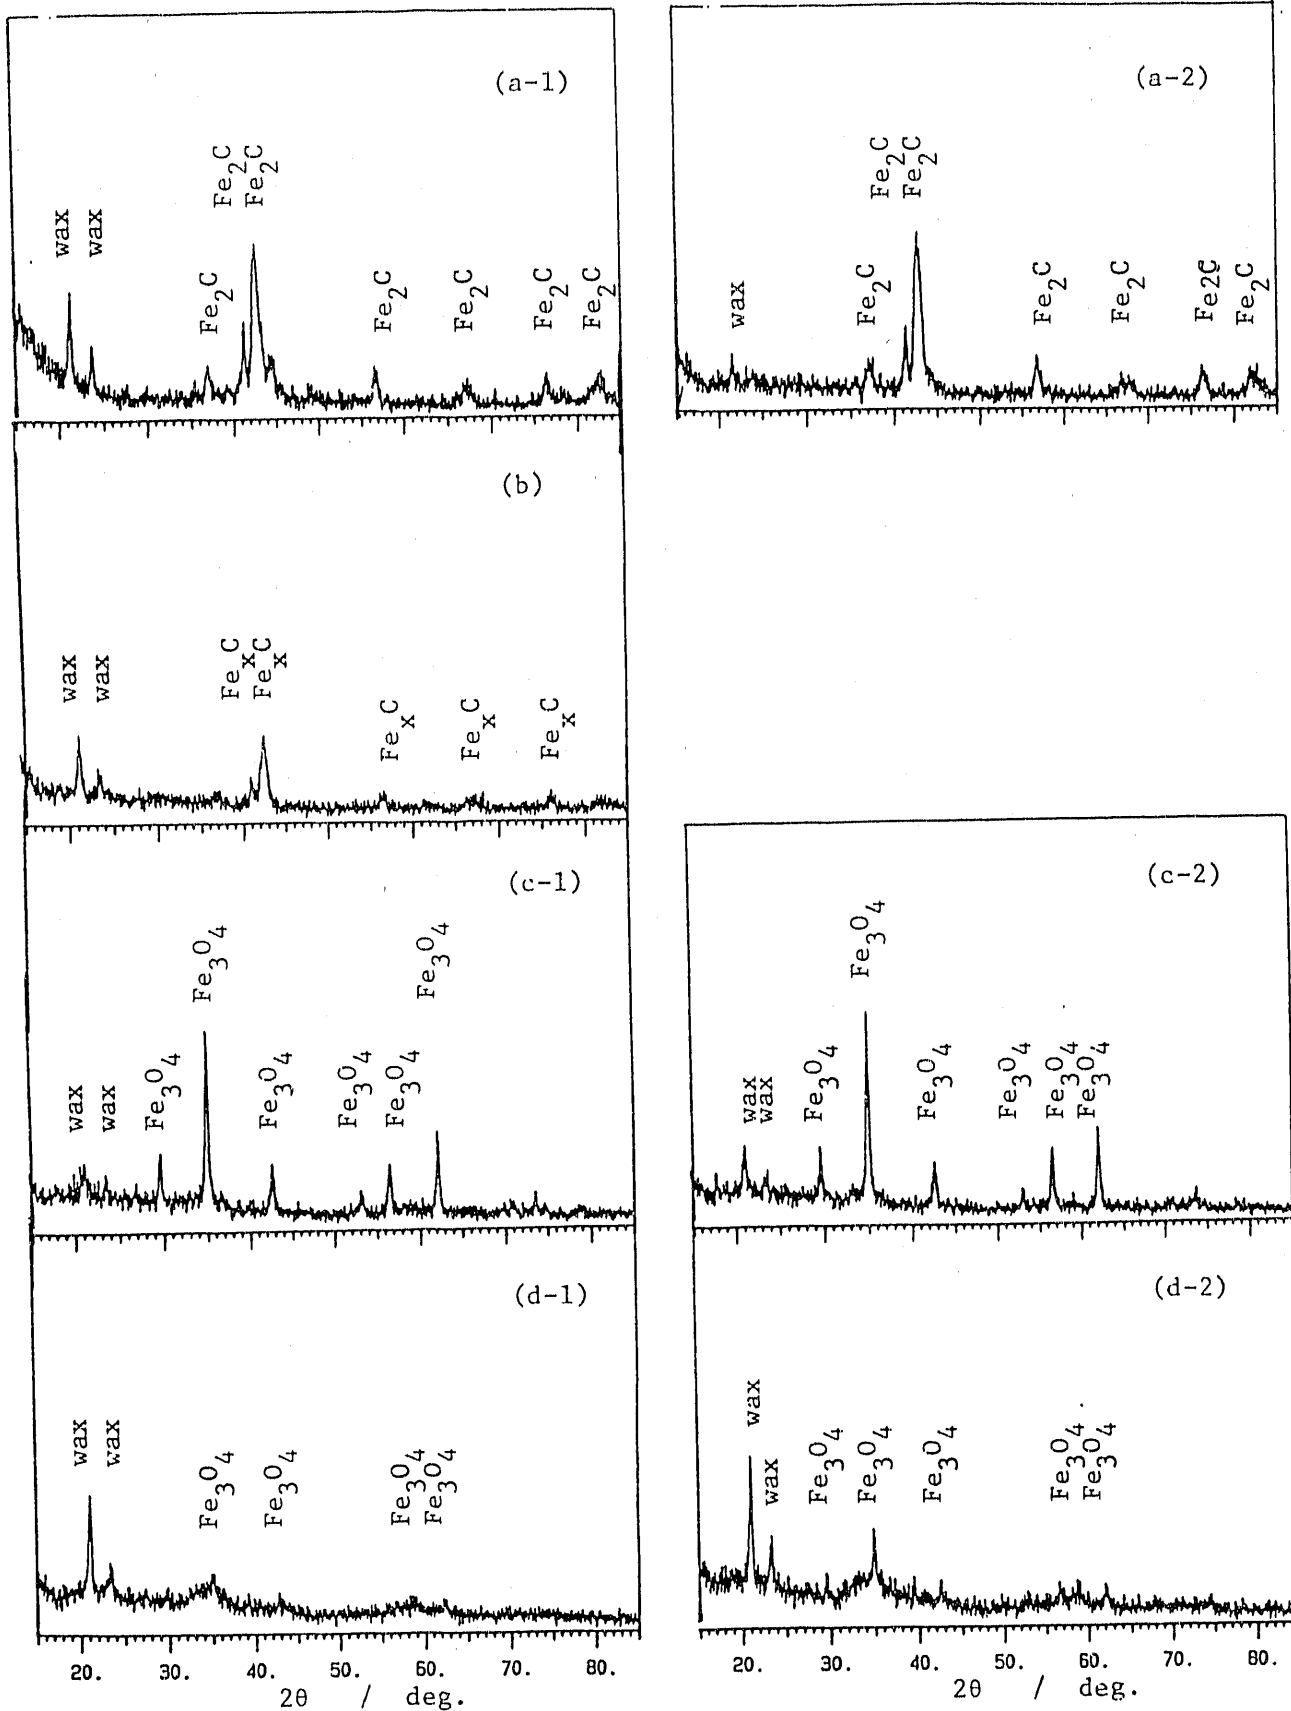 (a-1)
wax
wax
Fe2C
Fe2C
Fe2C
Fe2C
Fe2C
Fe2C
Fe2C
(a-2)
wax
Fe2C
Fe2C
Fe2C
Fe2C
Fe2C
Fe2C
Fe2C
(b)
wax
wax
FexC
FexC
FexC
FexC
FexC
(c-1)
wax
wax
Fe3O4
Fe3O4
Fe3O4
Fe3O4
Fe3O4
Fe3O4
(c-2)
wax
wax
Fe3O4
Fe3O4
Fe3O4
Fe3O4
Fe3O4
Fe3O4
(d-1)
wax
wax
Fe3O4
Fe3O4
Fe3O4
Fe3O4
20. 30. 40. 50. 60. 70. 80.
2θ / deg.
(d-2)
wax
wax
Fe3O4
Fe3O4
Fe3O4
Fe3O4
Fe3O4
20. 30. 40. 50. 60. 70. 80.
2θ / deg.